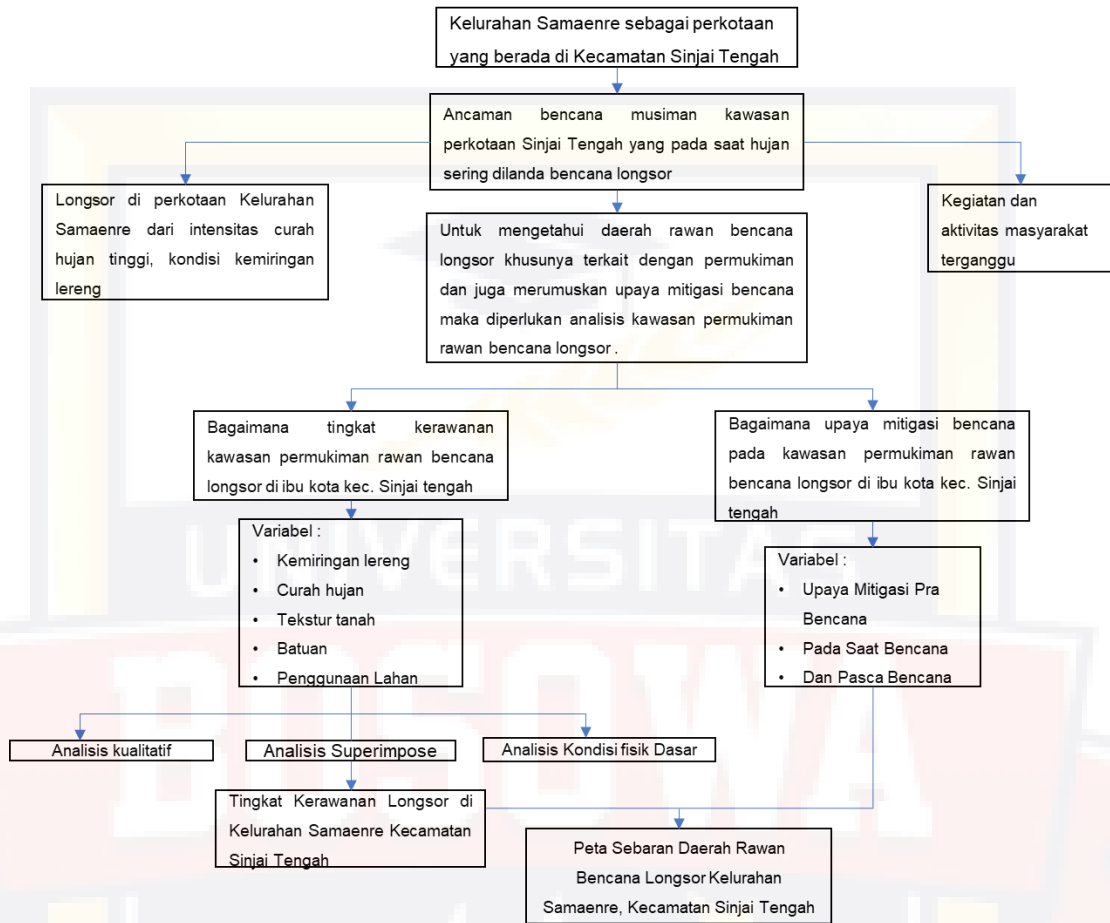 Kelurahan Samaenre sebagai perkotaan
yang berada di Kecamatan Sinjai Tengah
Ancaman bencana musiman kawasan
perkotaan Sinjai Tengah yang pada saat hujan
sering dilanda bencana longsor
Longsor di perkotaan Kelurahan
Samaenre dari intensitas curah
hujan tinggi, kondisi kemiringan
lereng
Untuk mengetahui daerah rawan bencana
longsor khusunya terkait dengan permukiman
dan juga merumuskan upaya mitigasi bencana
maka diperlukan analisis kawasan permukiman
rawan bencana longsor .
Kegiatan dan
aktivitas masyarakat
terganggu
Bagaimana tingkat kerawanan
kawasan permukiman rawan bencana
longsor di ibu kota kec. Sinjai tengah
Bagaimana upaya mitigasi bencana
pada kawasan permukiman rawan
bencana longsor di ibu kota kec. Sinjai
tengah
Variabel :
• Kemiringan lereng
• Curah hujan
• Tekstur tanah
• Batuan
• Penggunaan Lahan
Variabel :
• Upaya Mitigasi Pra
Bencana
• Pada Saat Bencana
• Dan Pasca Bencana
Analisis kualitatif
Analisis Superimpose
Analisis Kondisi fisik Dasar
Tingkat Kerawanan Longsor di
Kelurahan Samaenre Kecamatan
Sinjai Tengah
Peta Sebaran Daerah Rawan
Bencana Longsor Kelurahan
Samaenre, Kecamatan Sinjai Tengah
UNIVERSITAS
BOSOWA